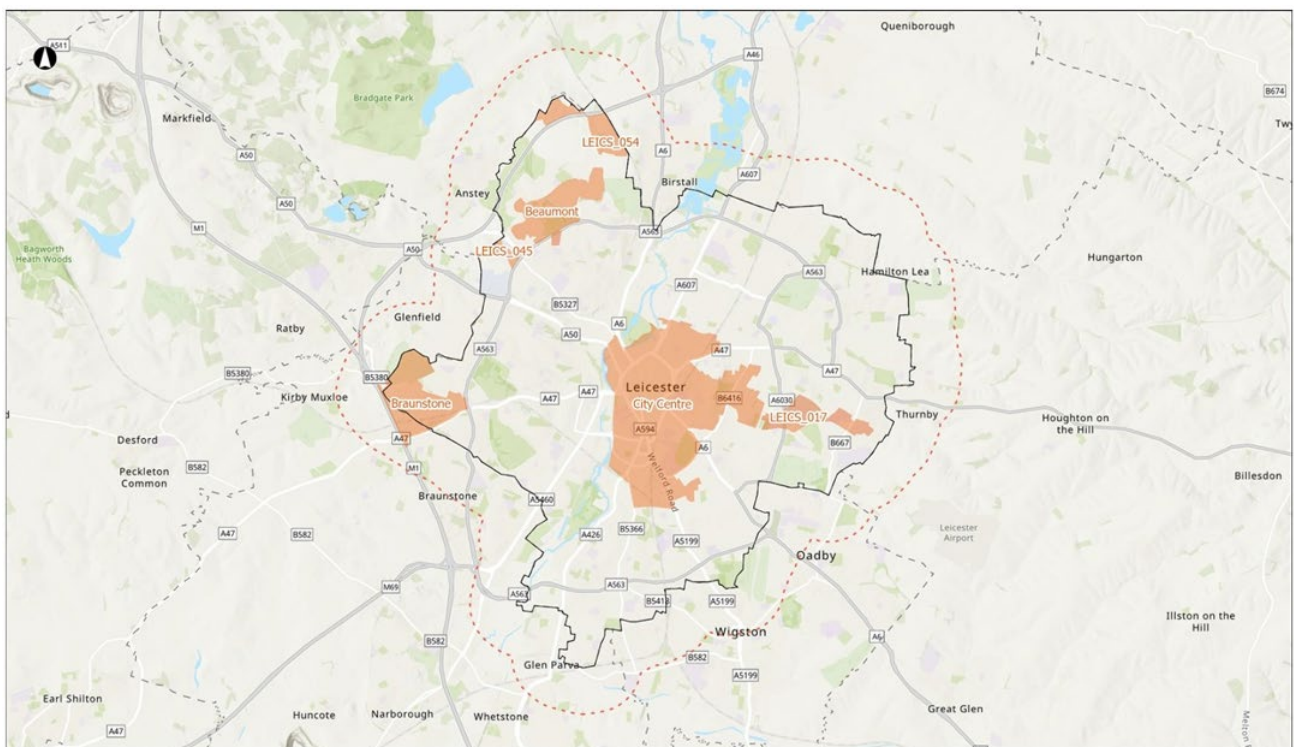 Queniborough
A511
A46
Bradgate Park
B674
Markfield
Twy
LEICS_054
A50
A6
A607
Birstall
Anstey
Beaumont
A50
M1
A563
LEICS_045
A50
Bagworth
Heath Woods
Hungarton
A563
Hamilton Lea
A607
B5327
Glenfield
A6
Ratby
A50
A563
A47
B5380
B5380
A47
Leicester
Kirby Muxloe
A47
A47
B6416
A6030
Braunstone
City Centre
Thurnby
LEICS_017
Houghton on
the Hill
A594
Desford
A47
B667
A6
B582
M1
Peckleton
Common
Welford Road
Billesdon
Braunstone
A5460
Leicester
Airport
A47
B582
A426
B5366
A5199
Oadby
M69
A563
A563
B5418
A5199
Illston on the
Hill
Wigston
A6
B582
Glen Parva
B582
A5199
Earl Shilton
Great Glen
Huncote
Narborough
Whetstone
Melton
A47